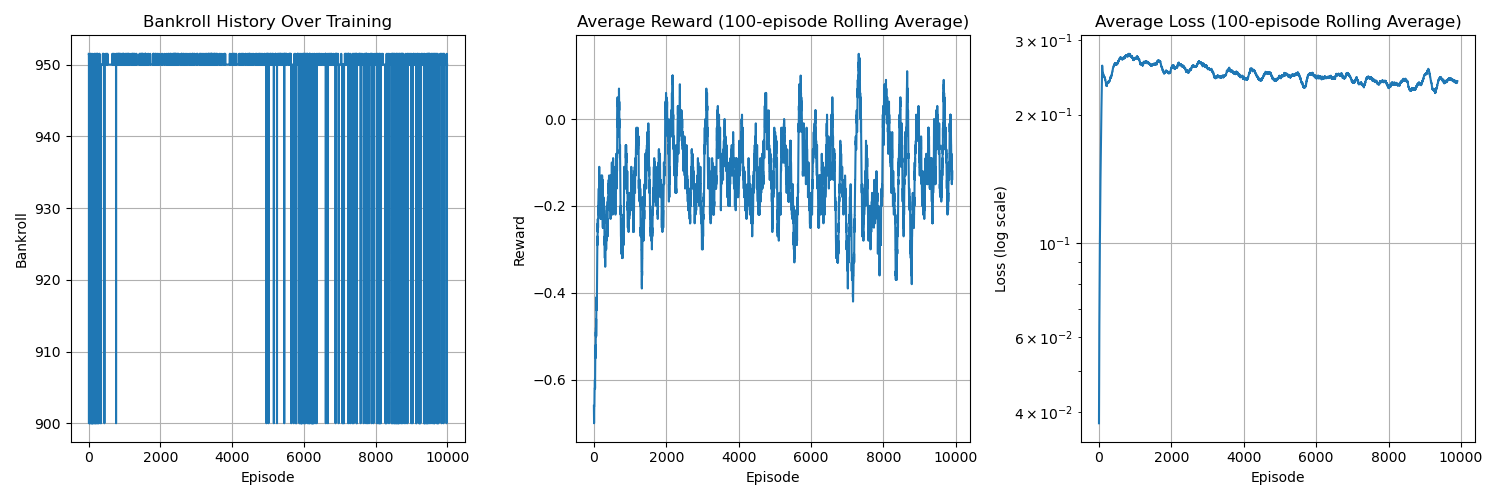 Bankroll History Over Training
Bankroll
950
940
930
920
910
900
0 2000 4000 6000 8000 10000
Episode
Average Reward (100-episode Rolling Average)
Reward
0.0
−0.2
−0.4
−0.6
0 2000 4000 6000 8000 10000
Episode
Average Loss (100-episode Rolling Average)
Loss (log scale)
3 × 10⁻¹
2 × 10⁻¹
10⁻¹
6 × 10⁻²
4 × 10⁻²
0 2000 4000 6000 8000 10000
Episode